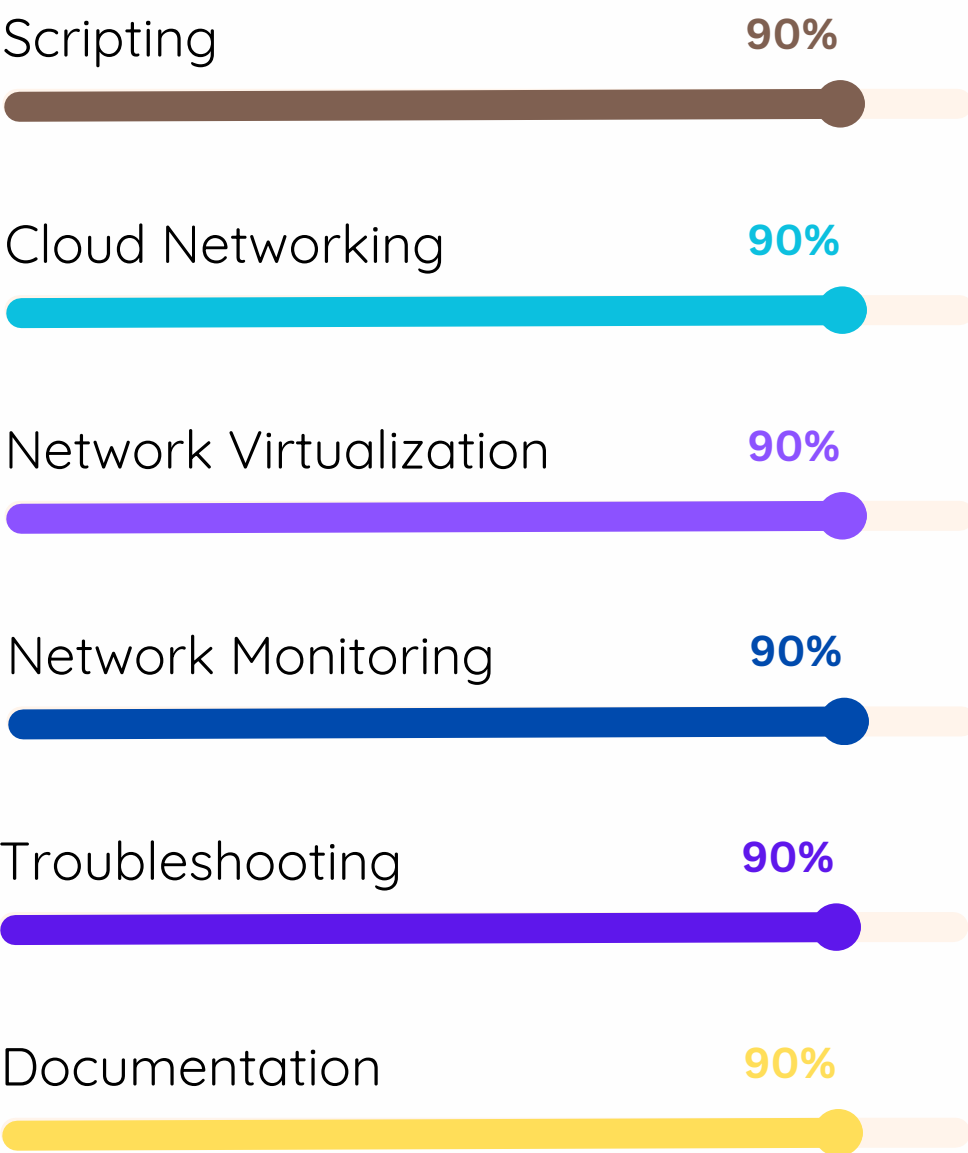 Scripting 90%
Cloud Networking 90%
Network Virtualization 90%
Network Monitoring 90%
Troubleshooting 90%
Documentation 90%